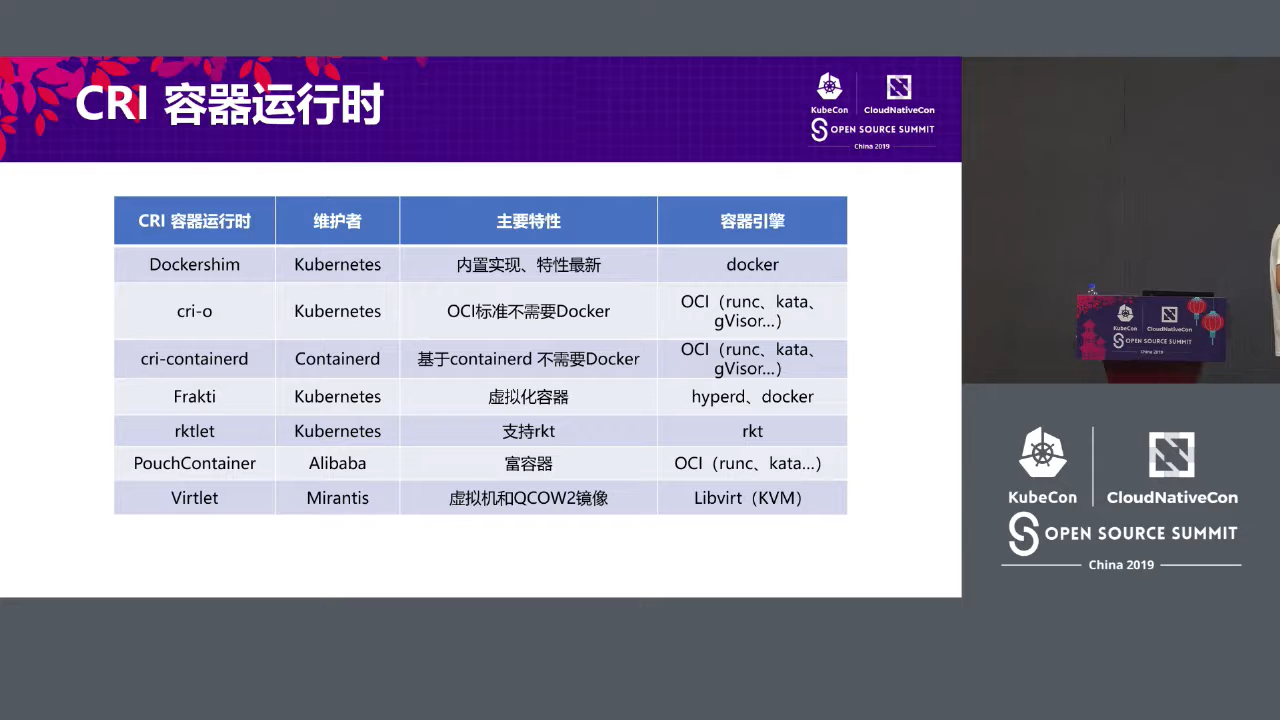 CRI 容器运行时
KubeCon
CloudNativeCon
OPEN SOURCE SUMMIT
China 2019
CRI 容器运行时 维护者 主要特性 容器引擎
Dockershim Kubernetes 内置实现、特性最新 docker
cri-o Kubernetes OCI标准不需要Docker OCI（runc、kata、
gVisor...）
cri-containerd Containerd 基于containerd 不需要Docker OCI（runc、kata、
gVisor...）
Frakti Kubernetes 虚拟化容器 hyperd、docker
rktlet Kubernetes 支持rkt rkt
PouchContainer Alibaba 富容器 OCI（runc、kata...）
Virtlet Mirantis 虚拟机和QCOW2镜像 Libvirt（KVM）
KubeCon
CloudNativeCon
OPEN SOURCE SUMMIT
China 2019
KubeCon
CloudNativeCon
OPEN SOURCE SUMMIT
China 2019